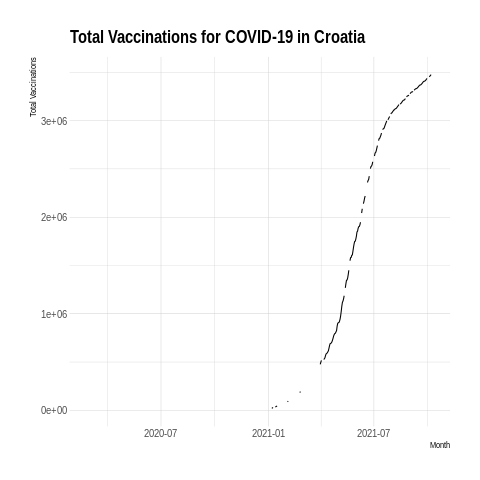 Total Vaccinations for COVID-19 in Croatia
Total Vaccinations
3e+06
2e+06
1e+06
0e+00
2020-07
2021-01
2021-07
Month